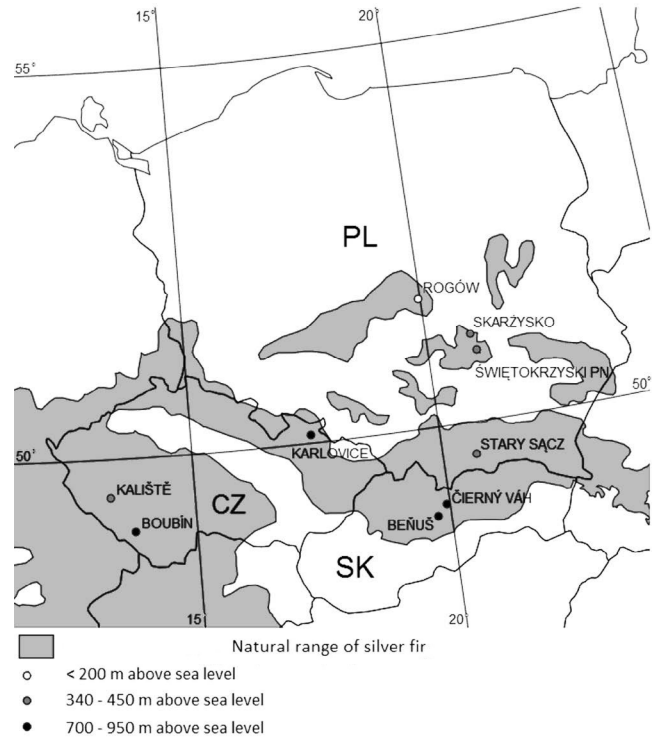 15°
20°
55°
PL
ROGÓW
SKARŻYSKO
ŚWIĘTOKRZYSKI PN
50°
KARLOVICE
STARY SĄCZ
50°
KALIŠTĚ
CZ
ČIERNÝ VÁH
BOUBÍN
BEŇUŠ
SK
15°
20°
Natural range of silver fir
< 200 m above sea level
340 - 450 m above sea level
700 - 950 m above sea level